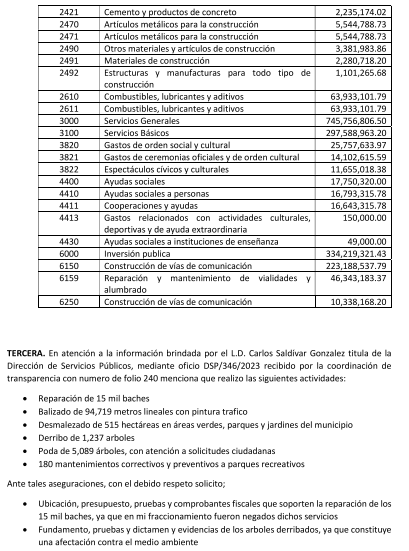 2421 Cemento y productos de concreto 2,235,174.02
2470 Artículos metálicos para la construcción 5,544,788.73
2471 Artículos metálicos para la construcción 5,544,788.73
2490 Otros materiales y artículos de construcción 3,381,983.86
2491 Materiales de construcción 2,280,718.20
2492 Estructuras y manufacturas para todo tipo de 1,101,265.68
construcción
2610 Combustibles, lubricantes y aditivos 63,933,101.79
2611 Combustibles, lubricantes y aditivos 63,933,101.79
3000 Servicios Generales 745,756,806.50
3100 Servicios Básicos 297,588,963.20
3820 Gastos de orden social y cultural 25,757,633.97
3821 Gastos de ceremonias oficiales y de orden cultural 14,102,615.59
3822 Espectáculos cívicos y culturales 11,655,018.38
4400 Ayudas sociales 17,750,320.00
4410 Ayudas sociales a personas 16,793,315.78
4411 Cooperaciones y ayudas 16,643,315.78
4413 Gastos relacionados con actividades culturales, 150,000.00
deportivas y de ayuda extraordinaria
4430 Ayudas sociales a instituciones de enseñanza 49,000.00
6000 Inversión publica 334,219,321.43
6150 Construcción de vías de comunicación 223,188,537.79
6159 Reparación y mantenimiento de vialidades y 46,343,183.37
alumbrado
6250 Construcción de vías de comunicación 10,338,168.20
TERCERA. En atención a la información brindada por el L.D. Carlos Saldívar Gonzalez titula de la
Dirección de Servicios Públicos, mediante oficio DSP/346/2023 recibido por la coordinación de
transparencia con numero de folio 240 menciona que realizo las siguientes actividades:
• Reparación de 15 mil baches
• Balizado de 94,719 metros lineales con pintura trafico
• Desmalezado de 515 hectáreas en áreas verdes, parques y jardines del municipio
• Derribo de 1,237 arboles
• Poda de 5,089 árboles, con atención a solicitudes ciudadanas
• 180 mantenimientos correctivos y preventivos a parques recreativos
Ante tales aseguraciones, con el debido respeto solicito;
• Ubicación, presupuesto, pruebas y comprobantes fiscales que soporten la reparación de los
15 mil baches, ya que en mi fraccionamiento fueron negados dichos servicios
• Fundamento, pruebas y dictamen y evidencias de los arboles derribados, ya que constituye
una afectación contra el medio ambiente